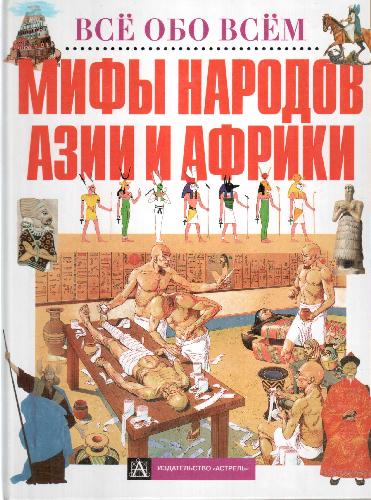 ВСЁ ОБО ВСЁМ
МИФЫ НАРОДОВ
АЗИИ И АФРИКИ
А
ИЗДАТЕЛЬСТВО «АСТРЕЛЬ»